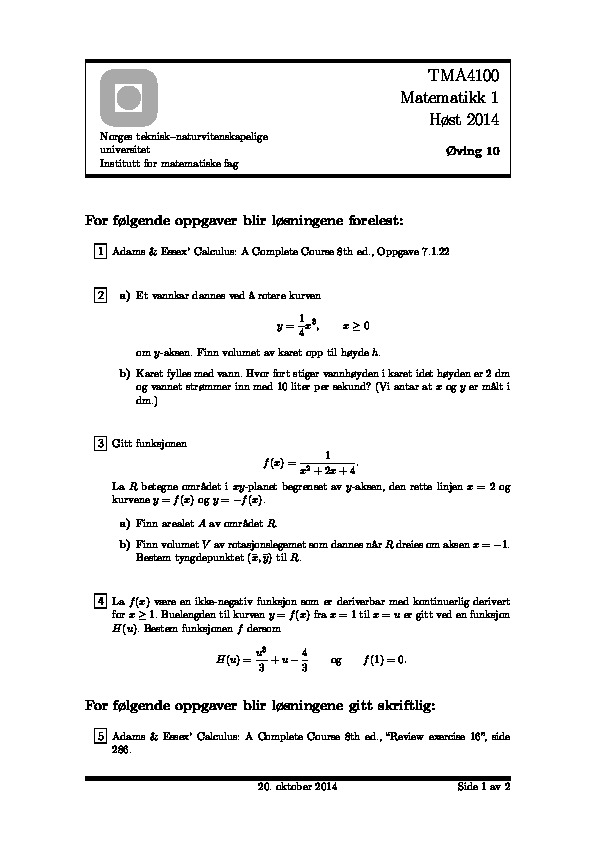 TMA4100
Matematikk 1
Høst 2014
Norges teknisk–naturvitenskapelige
universitet
Institutt for matematiske fag
Øving 10
For følgende oppgaver blir løsningene forelest:
1 Adams & Essex' Calculus: A Complete Course 8th ed., Oppgave 7.1.22
2 a) Et vannkar dannes ved å rotere kurven
y = \frac{1}{4}x^2, x ≥ 0
om y-aksen. Finn volumet av karet opp til høyde h.
b) Karet fylles med vann. Hvor fort stiger vannhøyden i karet idet høyden er 2 dm
og vannet strømmer inn med 10 liter per sekund? (Vi antar at x og y er målt i
dm.)
3 Gitt funksjonen
f(x) = \frac{1}{x^2 + 2x + 4}.
La R betegne området i xy-planet begrenset av y-aksen, den rette linjen x = 2 og
kurvene y = f(x) og y = −f(x).
a) Finn arealet A av området R.
b) Finn volumet V av rotasjonslegemet som dannes når R dreies om aksen x = −1.
Bestem tyngdepunktet (x̄, ȳ) til R.
4 La f(x) være en ikke-negativ funksjon som er deriverbar med kontinuerlig derivert
for x ≥ 1. Buelengden til kurven y = f(x) fra x = 1 til x = u er gitt ved en funksjon
H(u). Bestem funksjonen f dersom
H(u) = \frac{u^3}{3} + u − \frac{4}{3} og f(1) = 0.
For følgende oppgaver blir løsningene gitt skriftlig:
5 Adams & Essex' Calculus: A Complete Course 8th ed., “Review exercise 16”, side
286.
20. oktober 2014 Side 1 av 2